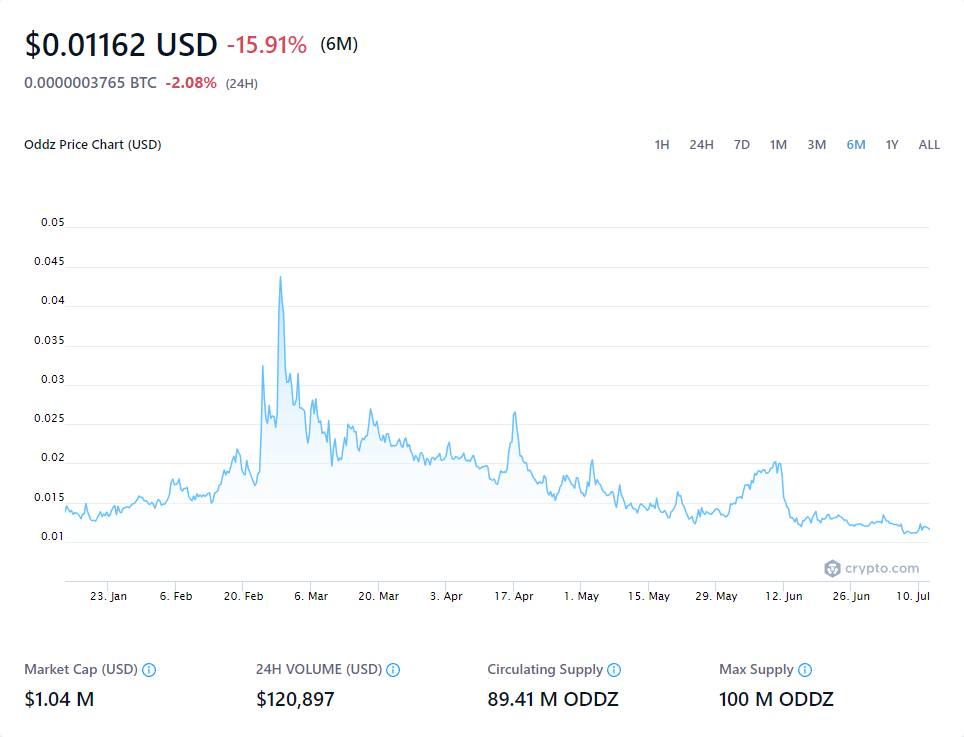 $0.01162 USD -15.91% (6M)
0.0000003765 BTC -2.08% (24H)
Oddz Price Chart (USD) 1H 24H 7D 1M 3M 6M 1Y ALL
0.05
0.045
0.04
0.035
0.03
0.025
0.02
0.015
0.01
crypto.com
23. Jan 6. Feb 20. Feb 6. Mar 20. Mar 3. Apr 17. Apr 1. May 15. May 29. May 12. Jun 26. Jun 10. Jul
Market Cap (USD) 24H VOLUME (USD) Circulating Supply Max Supply
$1.04 M $120,897 89.41 M ODDZ 100 M ODDZ